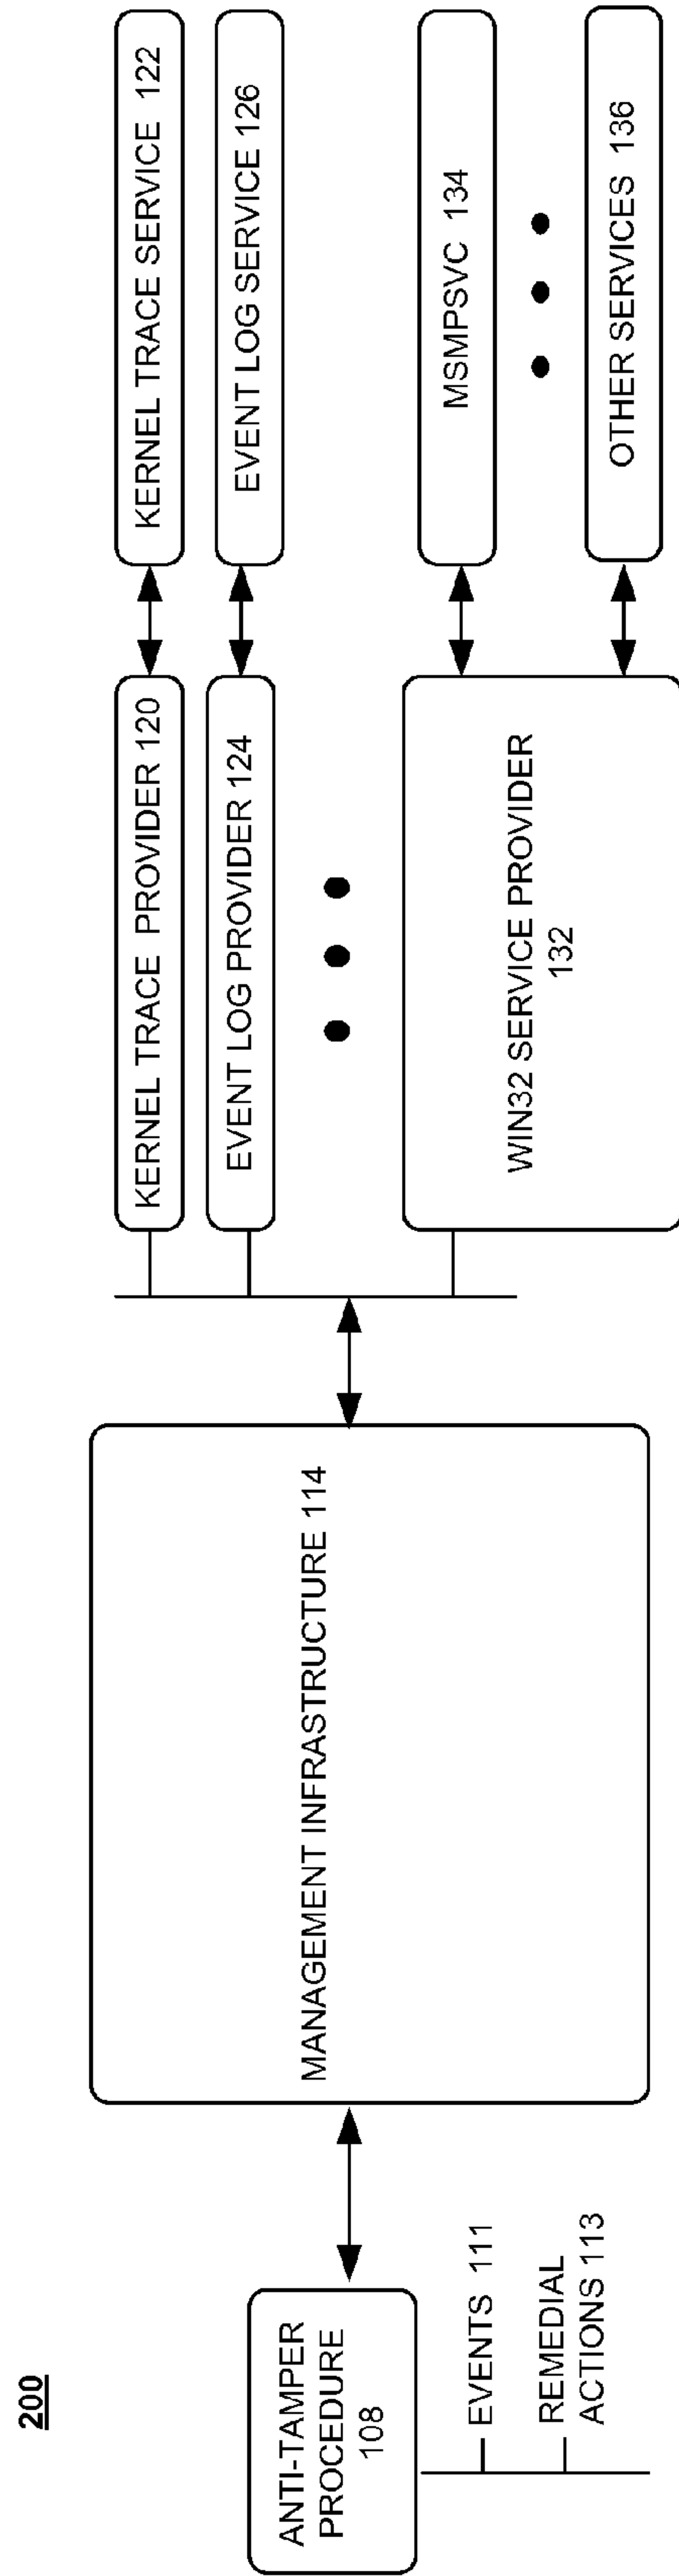 200
ANTI-TAMPER
PROCEDURE
108
EVENTS 111
REMEDIAL
ACTIONS 113
MANAGEMENT INFRASTRUCTURE 114
KERNEL TRACE PROVIDER 120
EVENT LOG PROVIDER 124
WIN32 SERVICE PROVIDER
132
KERNEL TRACE SERVICE 122
EVENT LOG SERVICE 126
MSMPSVC 134
OTHER SERVICES 136